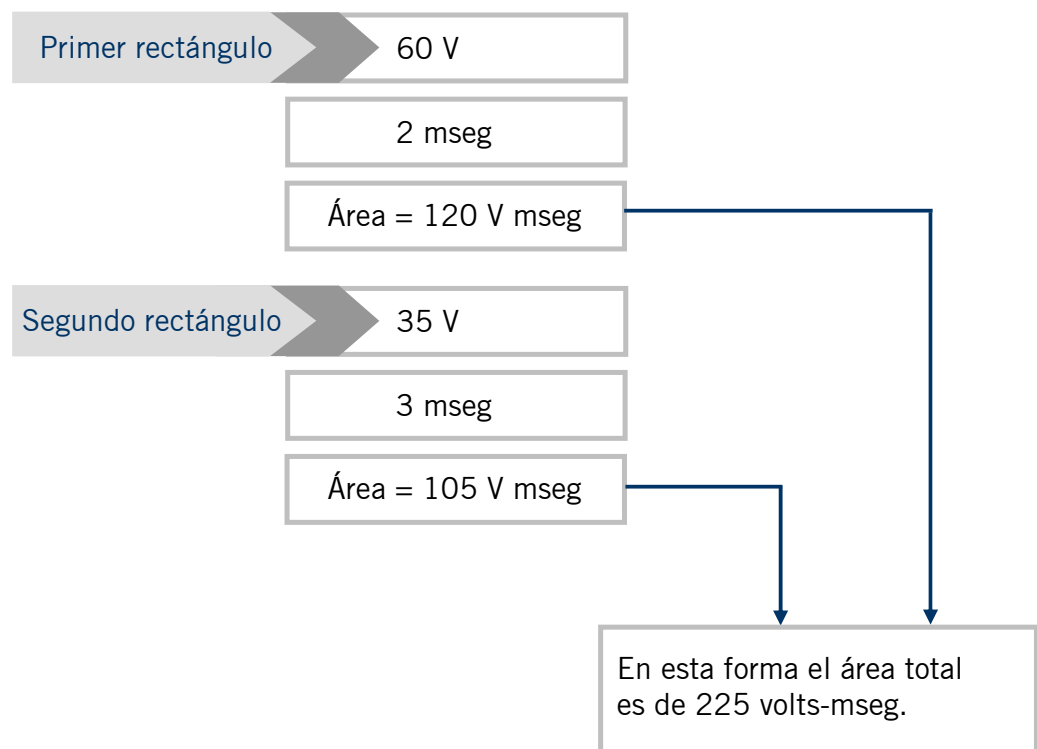 Primer rectángulo
60 V
2 mseg
Área = 120 V mseg
Segundo rectángulo
35 V
3 mseg
Área = 105 V mseg
En esta forma el área total
es de 225 volts-mseg.